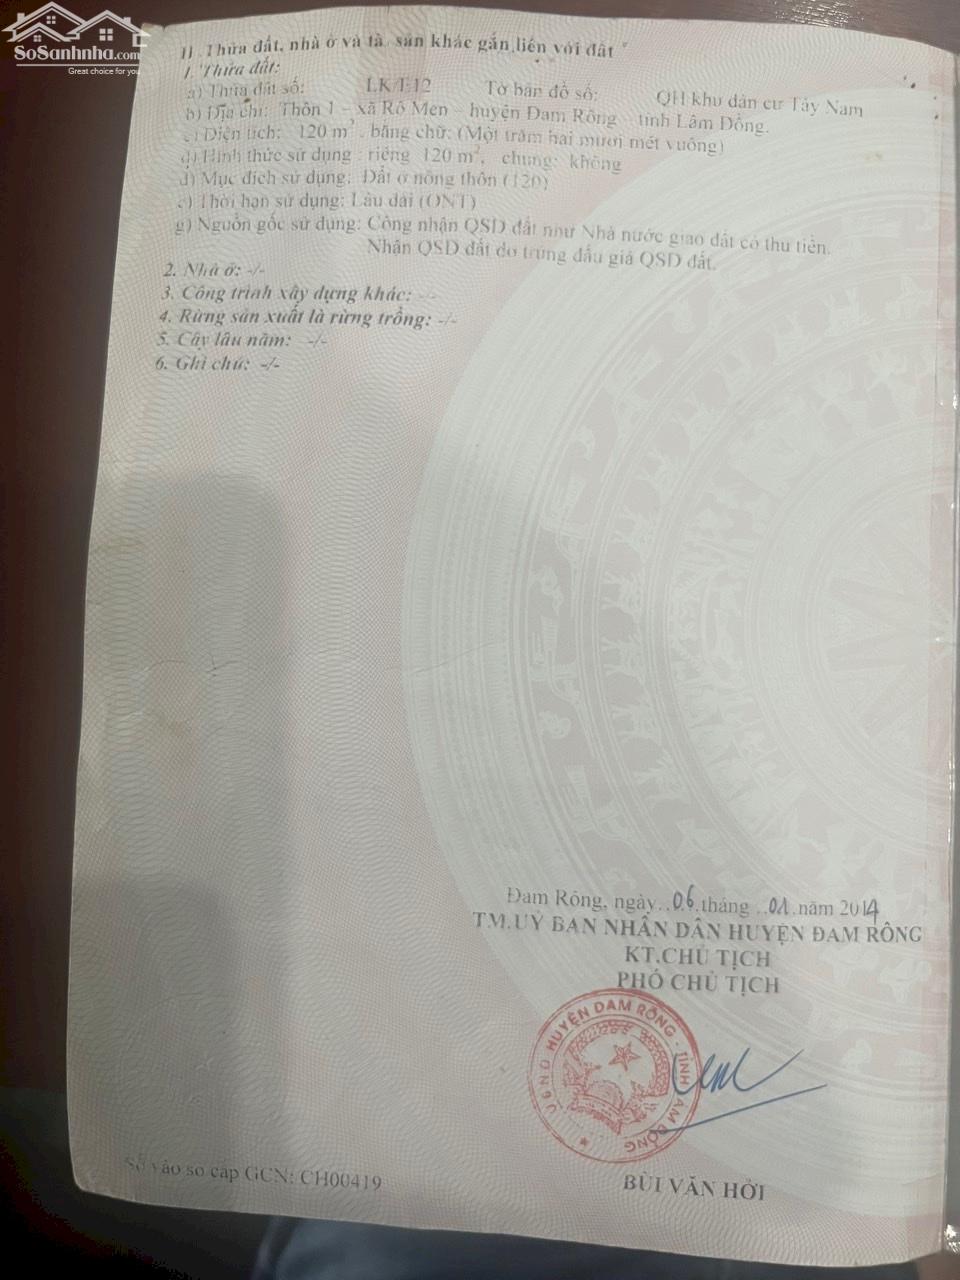 SoSanhnha.com
Great choice for you
II. Thửa đất, nhà ở và tài sản khác gắn liền với đất
1. Thửa đất:
a) Thửa đất số: LK/I-12 Tờ bản đồ số: QH khu dân cư Tây Nam
b) Địa chỉ: Thôn 1 – xã Rô Men – huyện Đam Rông – tỉnh Lâm Đồng.
c) Diện tích: 120 m², bằng chữ: (Một trăm hai mươi mét vuông)
d) Hình thức sử dụng : riêng 120 m², chung: không
đ) Mục đích sử dụng: Đất ở nông thôn (120)
e) Thời hạn sử dụng: Lâu dài (ONT)
g) Nguồn gốc sử dụng: Công nhận QSD đất như Nhà nước giao đất có thu tiền.
Nhận QSD đất do trúng đấu giá QSD đất.
2. Nhà ở: -/-
3. Công trình xây dựng khác: -/-
4. Rừng sản xuất là rừng trồng: -/-
5. Cây lâu năm: -/-
6. Ghi chú: -/-
Đam Rông, ngày..06.tháng ..01.năm 2014
TM.UỶ BAN NHÂN DÂN HUYỆN ĐAM RÔNG
KT.CHỦ TỊCH
PHÓ CHỦ TỊCH
UBND HUYỆN ĐAM RÔNG - TỈNH LÂM ĐỒNG
Số vào sổ cấp GCN: CH00419
BÙI VĂN HỞI